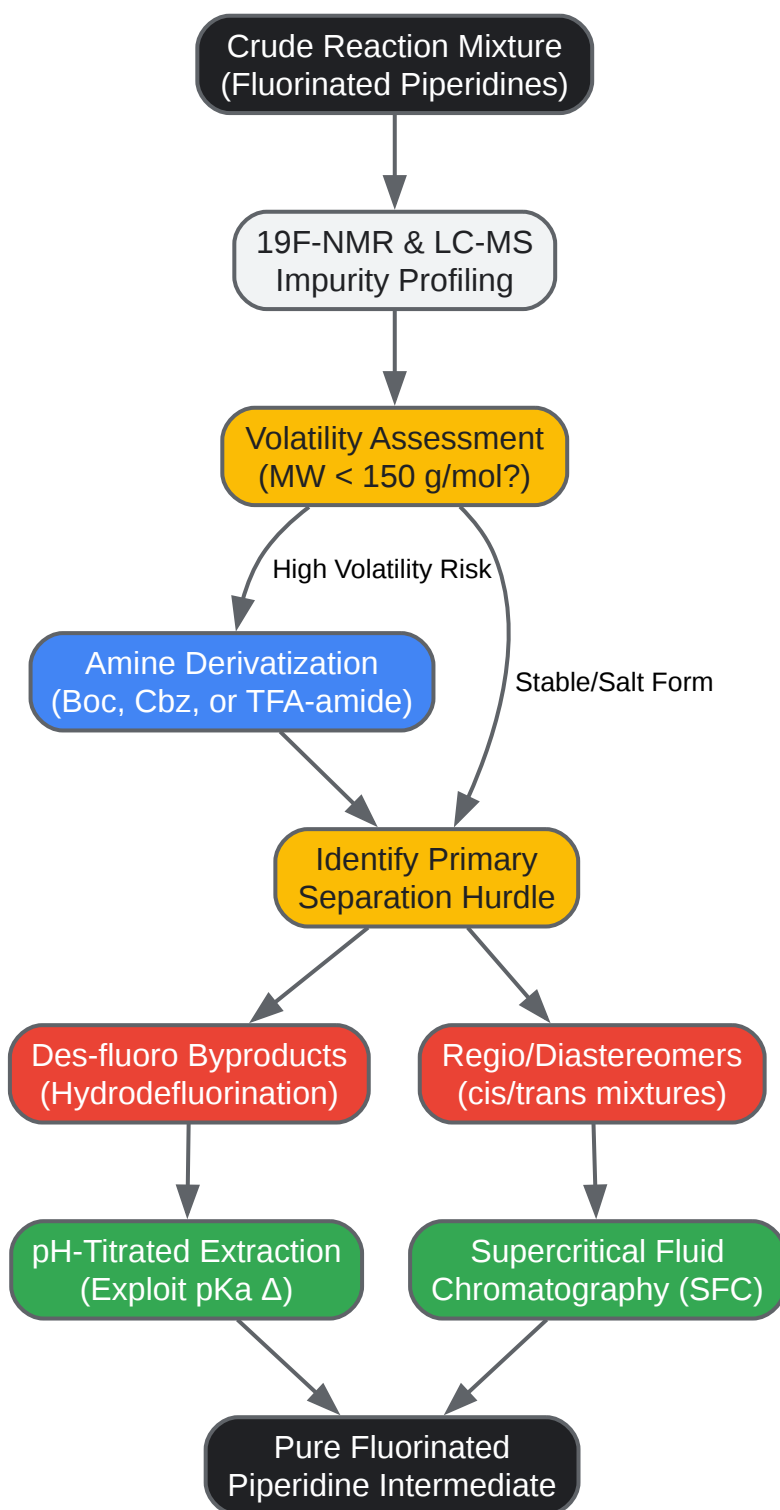 Crude Reaction Mixture
(Fluorinated Piperidines)
19F-NMR & LC-MS
Impurity Profiling
Volatility Assessment
(MW < 150 g/mol?)
High Volatility Risk
Amine Derivatization
(Boc, Cbz, or TFA-amide)
Stable/Salt Form
Identify Primary
Separation Hurdle
Des-fluoro Byproducts
(Hydrodefluorination)
Regio/Diastereomers
(cis/trans mixtures)
pH-Titrated Extraction
(Exploit pKa Δ)
Supercritical Fluid
Chromatography (SFC)
Pure Fluorinated
Piperidine Intermediate